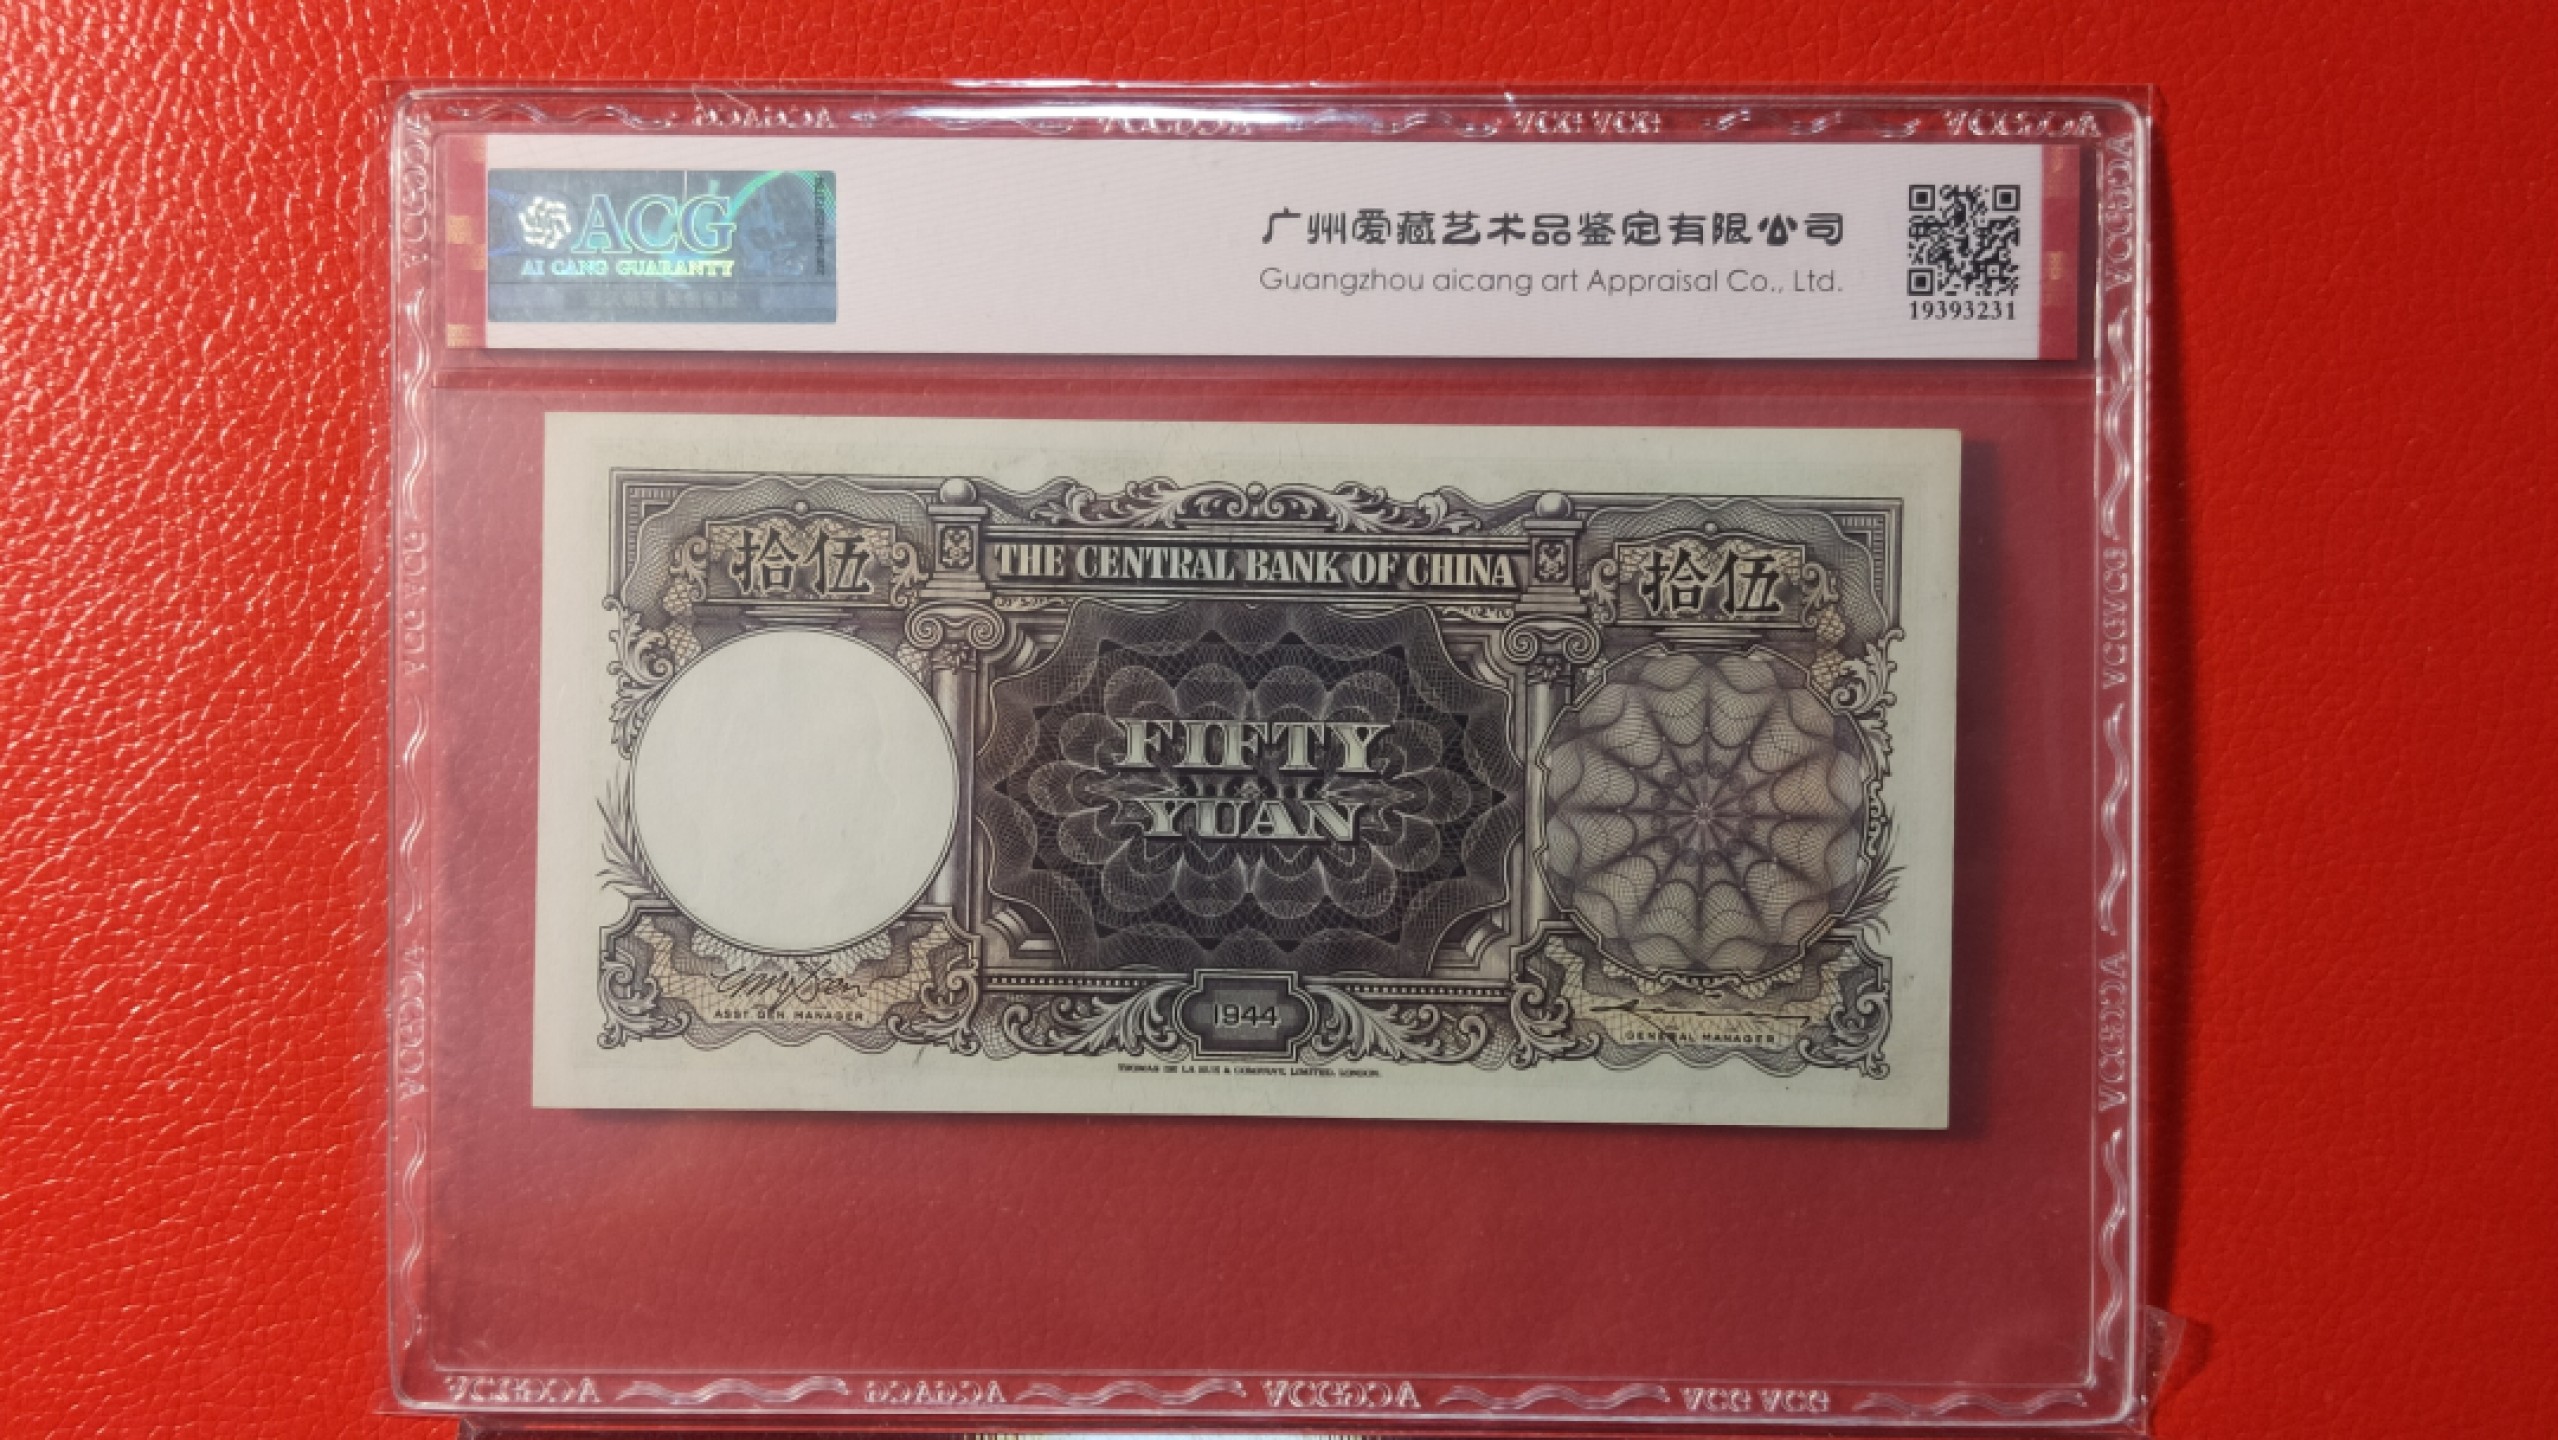 ACG
AI CANG GUARANTY
广州爱藏艺术品鉴定有限公司
Guangzhou aicang art Appraisal Co., Ltd.
19393231
拾伍
THE CENTRAL BANK OF CHINA
拾伍
FIFTY
YUAN
ASST. GEN. MANAGER
1944
GENERAL MANAGER
THOMAS DE LA RUE & COMPANY, LIMITED, LONDON.